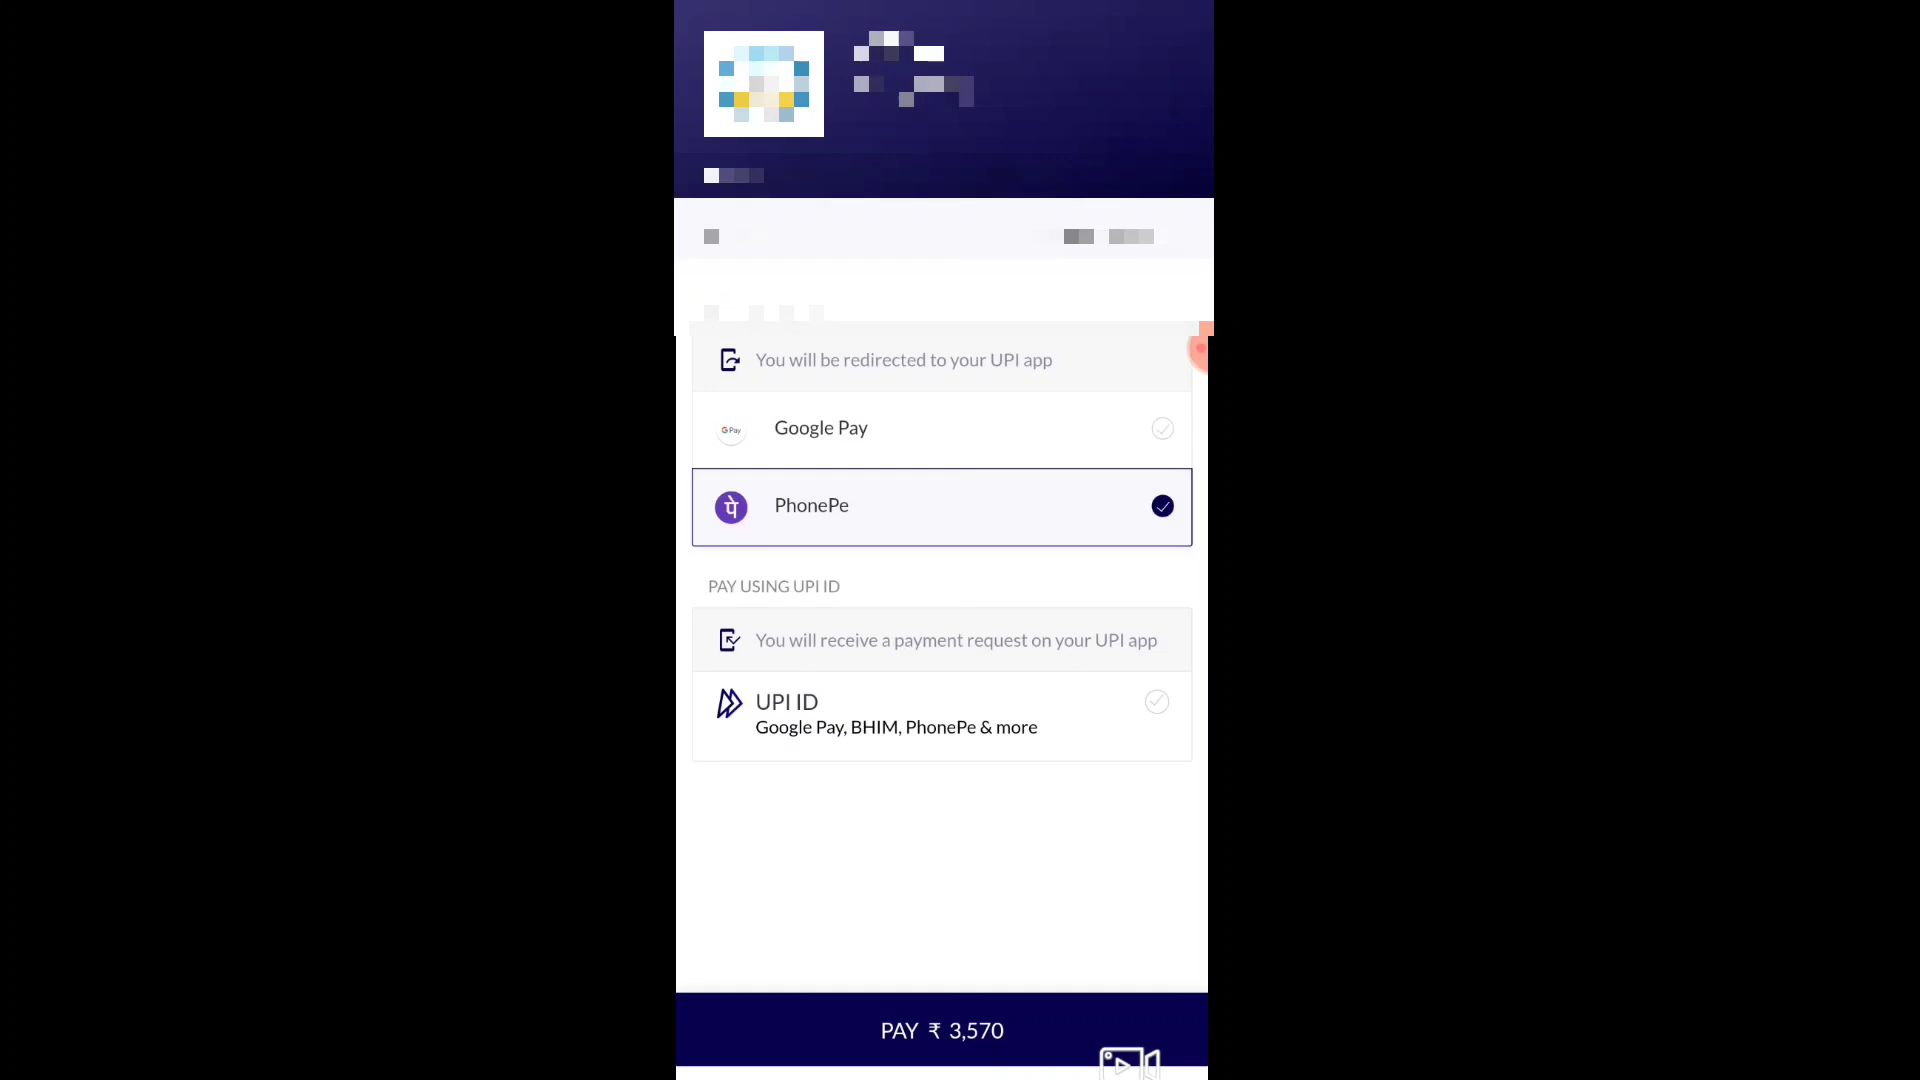 You will be redirected to your UPI app
G Pay
Google Pay
पे
PhonePe
PAY USING UPI ID
You will receive a payment request on your UPI app
UPI ID
Google Pay, BHIM, PhonePe & more
PAY ₹ 3,570